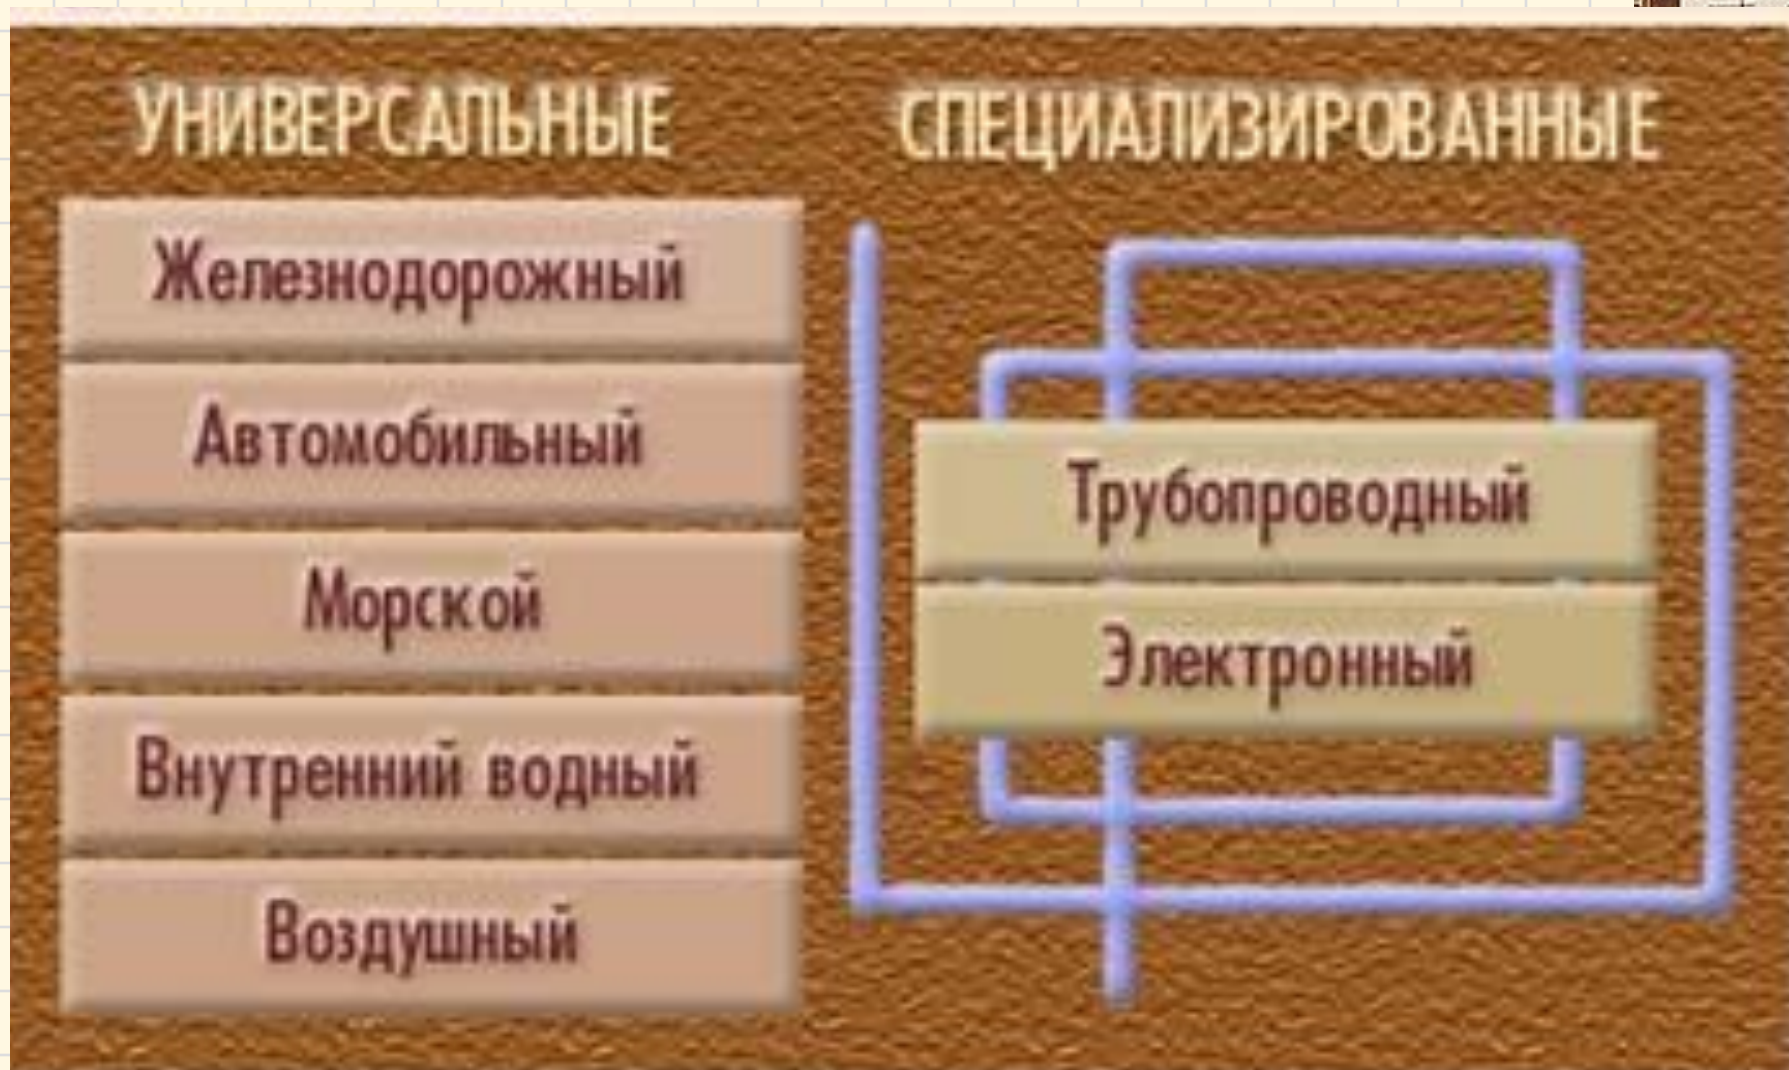 УНИВЕРСАЛЬНЫЕ
Железнодорожный
Автомобильный
Морской
Внутренний водный
Воздушный
СПЕЦИАЛИЗИРОВАННЫЕ
Трубопроводный
Электронный